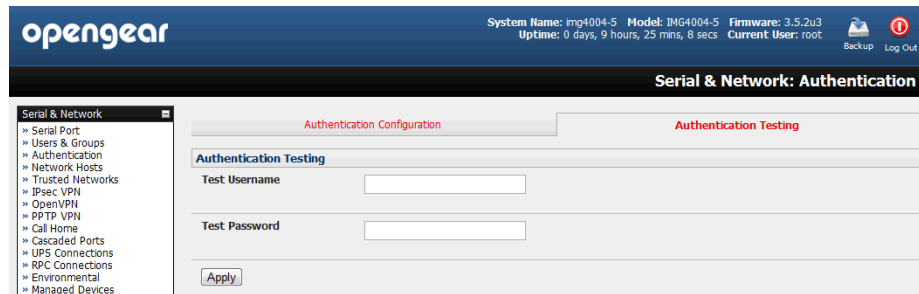 opengear
System Name: img4004-5 Model: IMG4004-5 Firmware: 3.5.2u3
Uptime: 0 days, 9 hours, 25 mins, 8 secs Current User: root
Backup Log Out
Serial & Network: Authentication
Serial & Network
» Serial Port
» Users & Groups
» Authentication
» Network Hosts
» Trusted Networks
» IPsec VPN
» OpenVPN
» PPTP VPN
» Call Home
» Cascaded Ports
» UPS Connections
» RPC Connections
» Environmental
» Managed Devices
Authentication Configuration
Authentication Testing
Authentication Testing
Test Username
Test Password
Apply